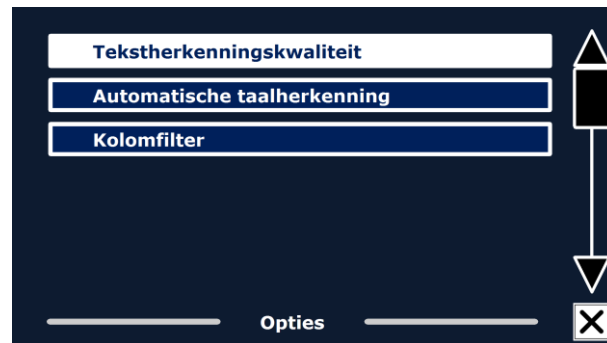 Tekstherkenningskwaliteit
Automatische taalherkenning
Kolomfilter
Opties